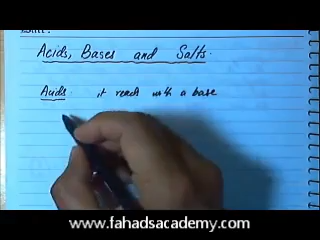 Acids, Bases and Salts.
Acids. it reacts with a base
www.fahadsacademy.com